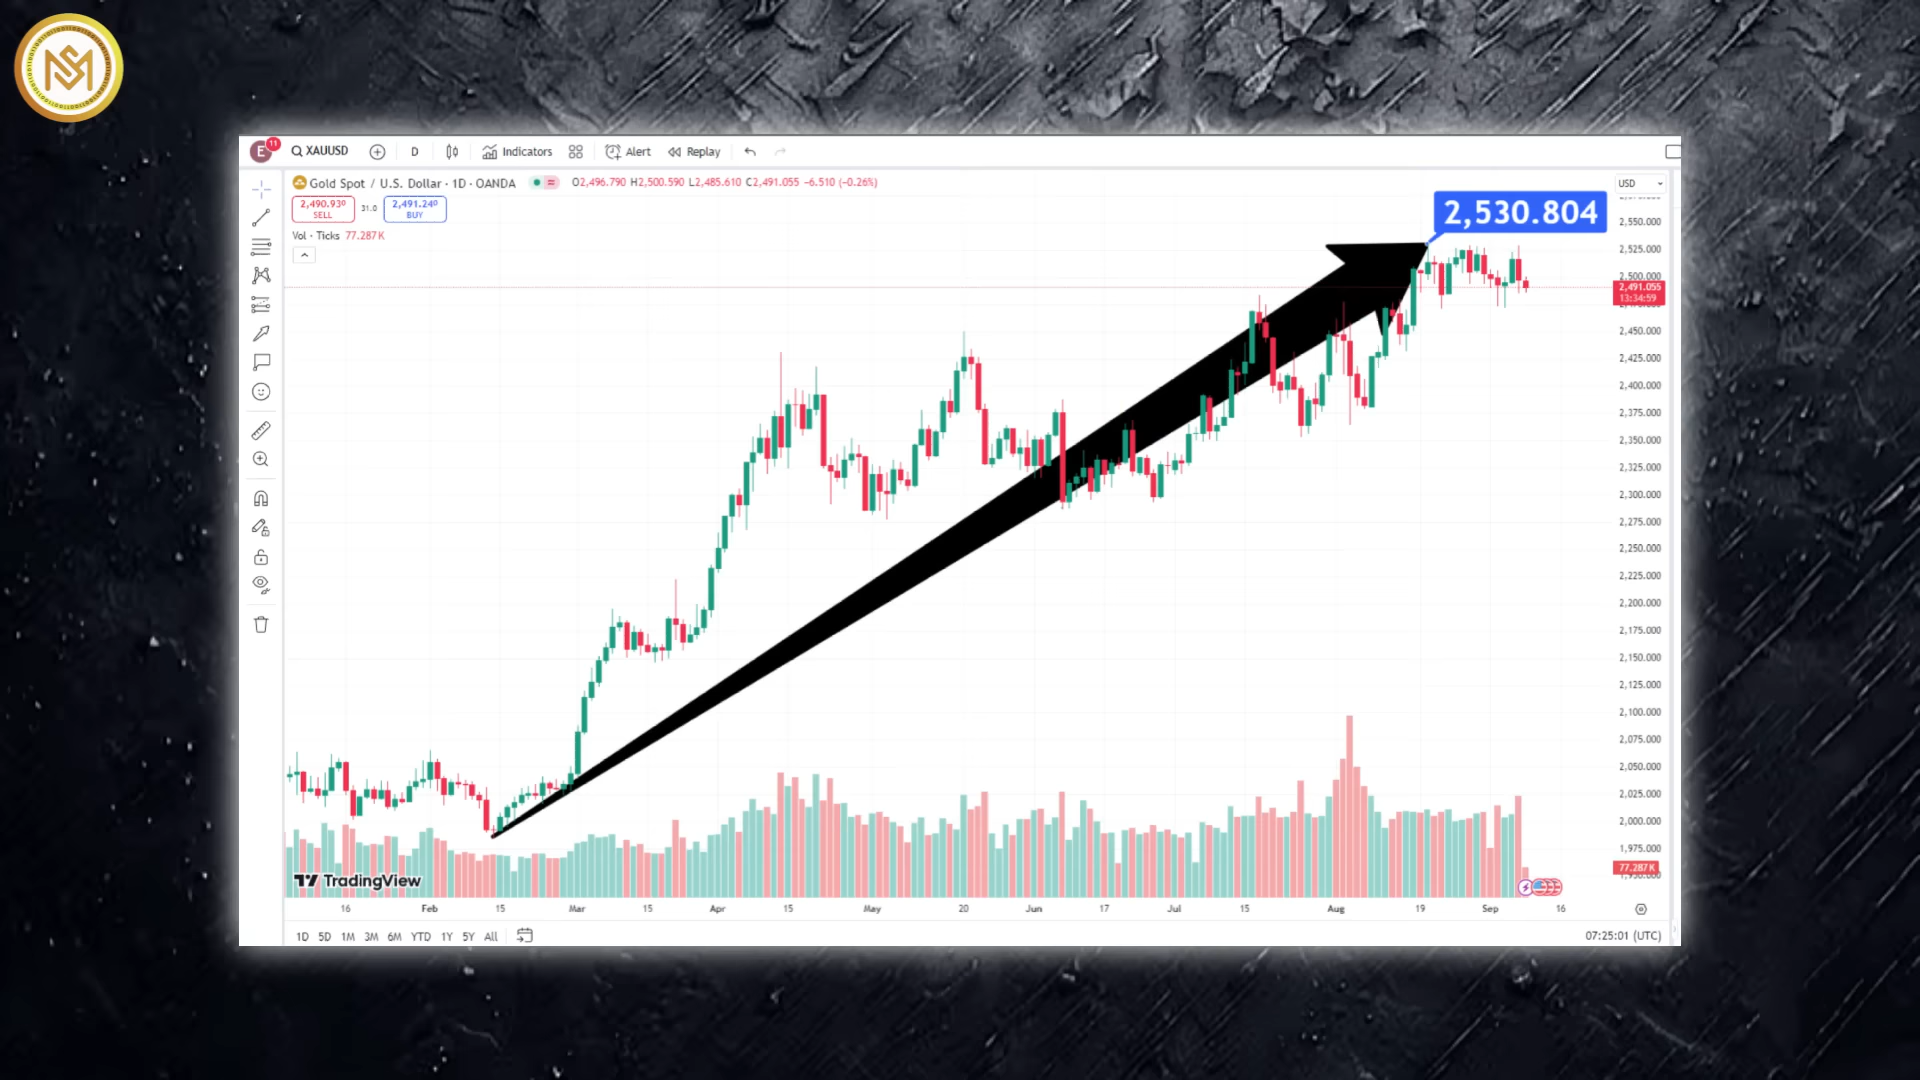 SM
E 11 XAUUSD D Indicators Alert Replay
Gold Spot / U.S. Dollar · 1D · OANDA O2,496.790 H2,500.590 L2,485.610 C2,491.055 −6.510 (−0.26%)
USD
2,490.930 SELL 31.0 2,491.240 BUY
Vol · Ticks 77.287K
2,530.804
2,550.000
2,525.000
2,500.000
2,491.055
13:34:59
2,450.000
2,425.000
2,400.000
2,375.000
2,350.000
2,325.000
2,300.000
2,275.000
2,250.000
2,225.000
2,200.000
2,175.000
2,150.000
2,125.000
2,100.000
2,075.000
2,050.000
2,025.000
2,000.000
1,975.000
77.287K
TradingView
16 Feb 15 Mar 15 Apr 15 May 20 Jun 17 Jul 15 Aug 19 Sep 16
1D 5D 1M 3M 6M YTD 1Y 5Y All
07:25:01 (UTC)